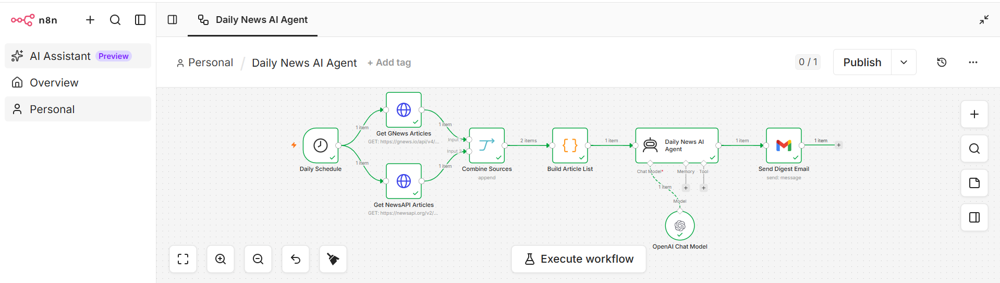 n8n
AI Assistant Preview
Overview
Personal
Daily News AI Agent
Personal / Daily News AI Agent + Add tag
0 / 1
Publish
Daily Schedule
1 item
1 item
Get GNews Articles
GET: https://gnews.io/api/v4/...
Get NewsAPI Articles
GET: https://newsapi.org/v2/...
1 item
1 item
Input 1
Input 2
Combine Sources
append
2 items
Build Article List
1 item
Daily News AI
Agent
Chat Model*
Memory
Tool
1 item
Model
OpenAI Chat Model
1 item
Send Digest Email
send: message
1 item
Execute workflow